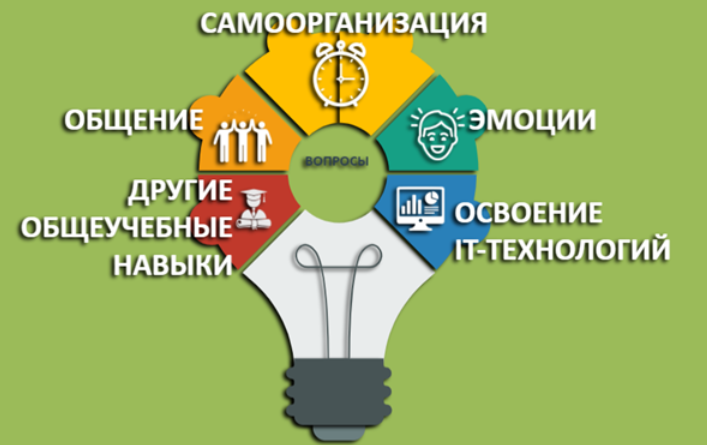 САМООРГАНИЗАЦИЯ
ОБЩЕНИЕ
ЭМОЦИИ
ВОПРОСЫ
ДРУГИЕ
ОБЩЕУЧЕБНЫЕ
НАВЫКИ
ОСВОЕНИЕ
IT-ТЕХНОЛОГИЙ